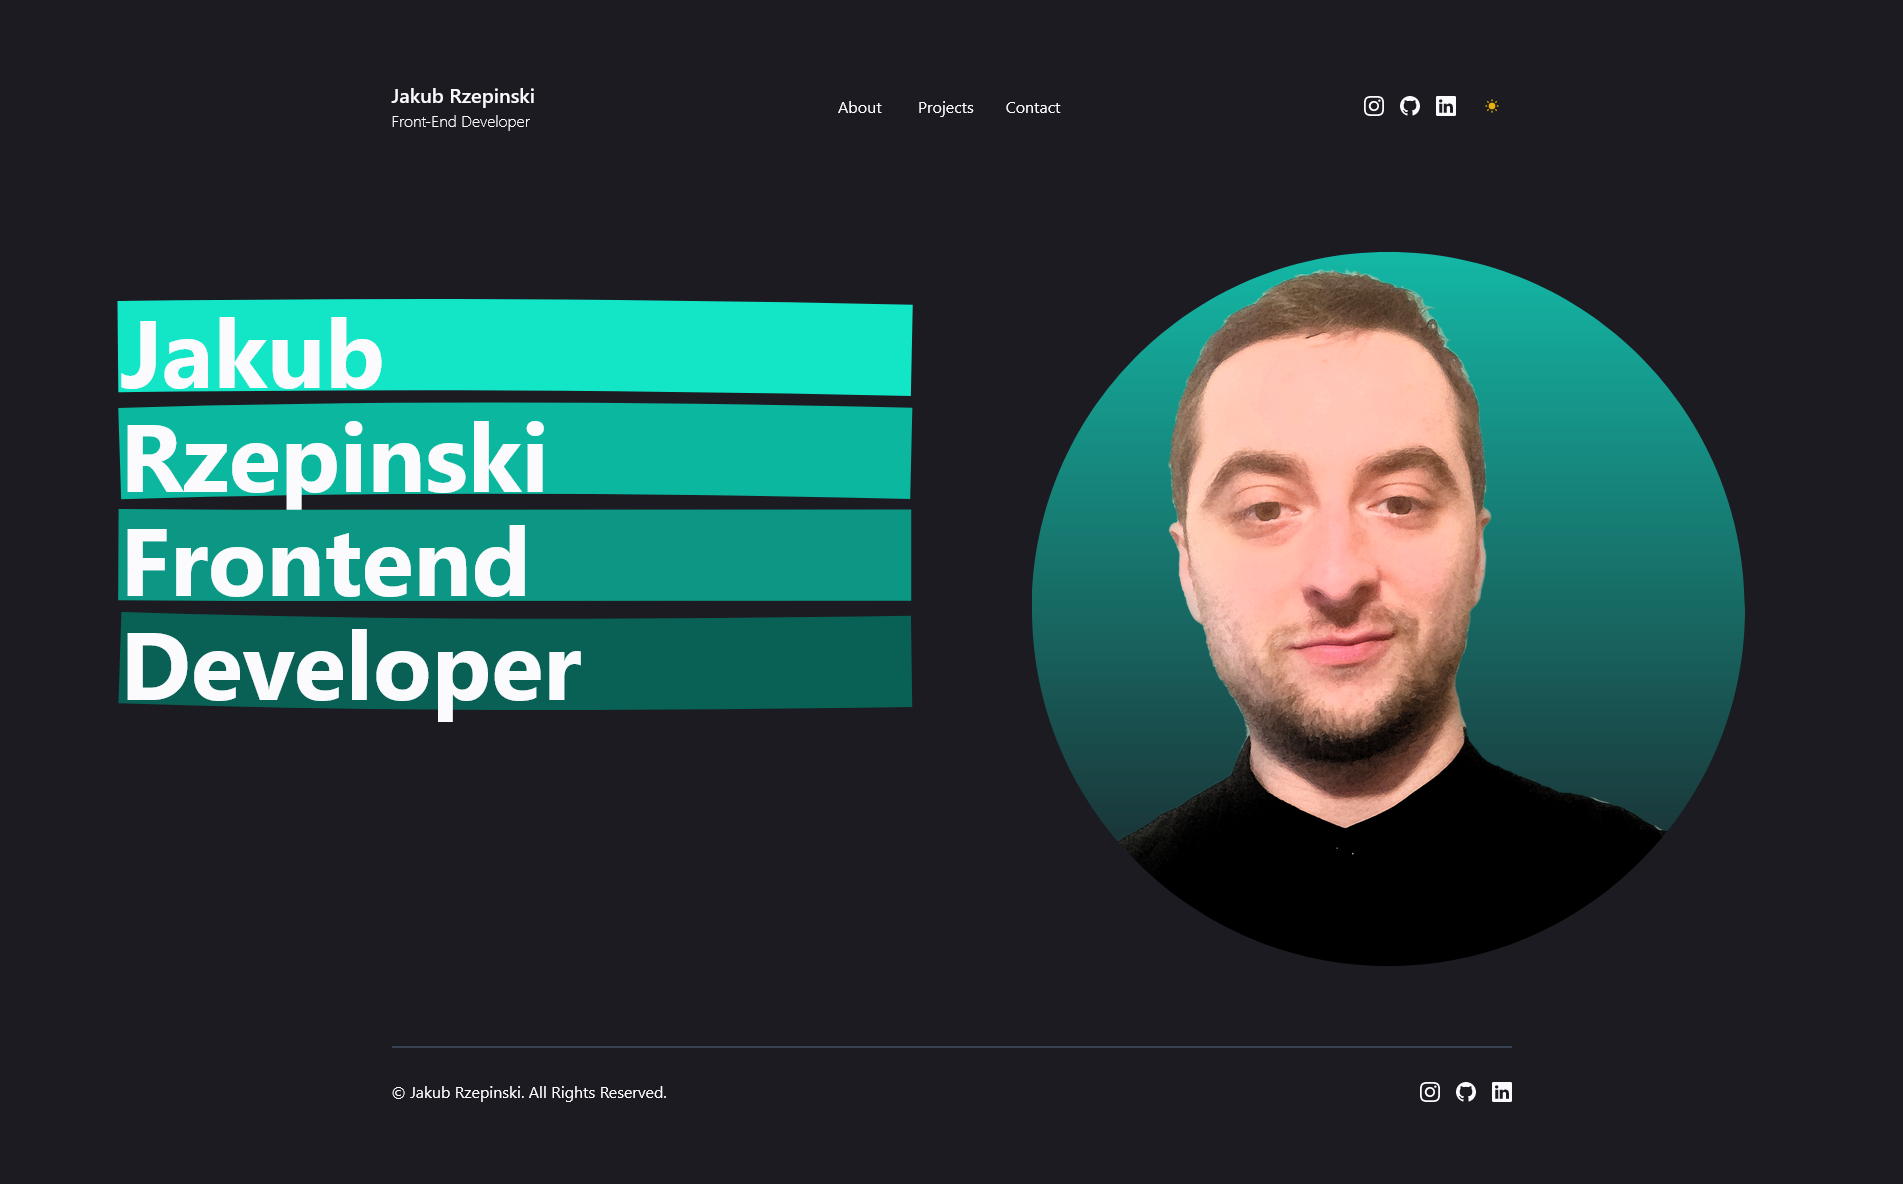 Jakub Rzepinski
Front-End Developer
About Projects Contact
Jakub
Rzepinski
Frontend
Developer
© Jakub Rzepinski. All Rights Reserved.